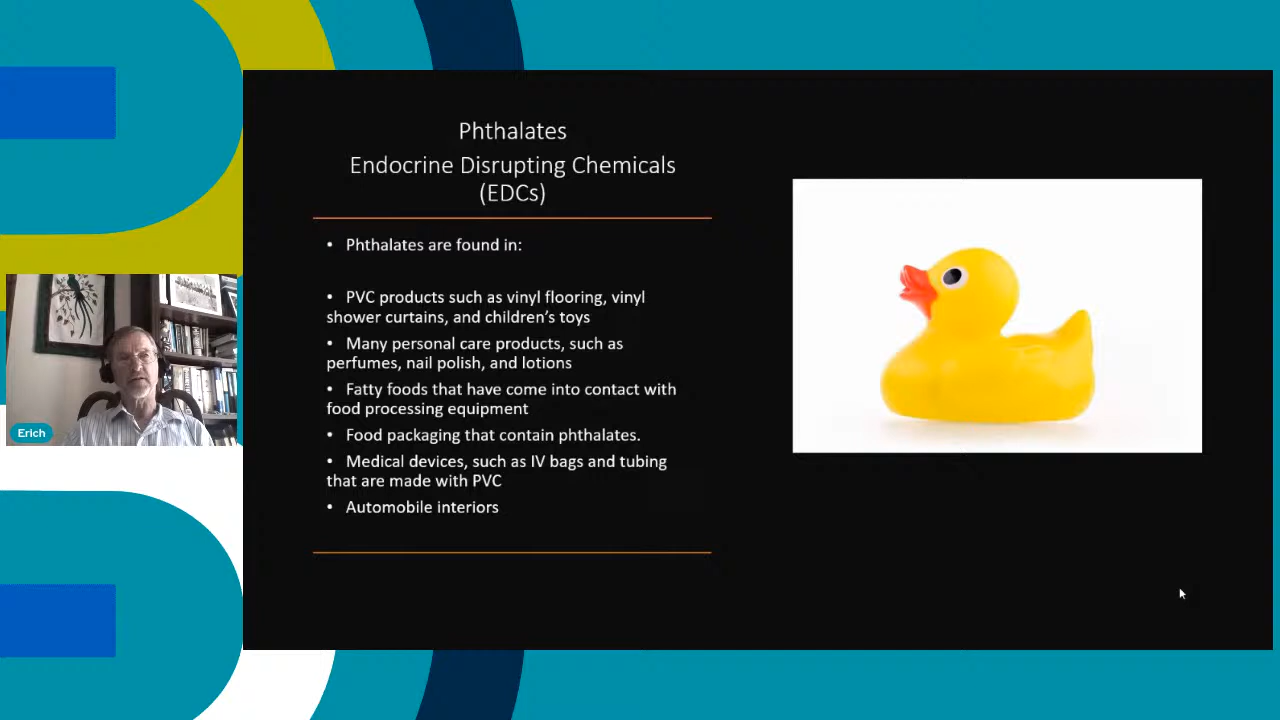 Phthalates
Endocrine Disrupting Chemicals
(EDCs)
• Phthalates are found in:
• PVC products such as vinyl flooring, vinyl
shower curtains, and children's toys
• Many personal care products, such as
perfumes, nail polish, and lotions
• Fatty foods that have come into contact with
food processing equipment
• Food packaging that contain phthalates.
• Medical devices, such as IV bags and tubing
that are made with PVC
• Automobile interiors
Erich